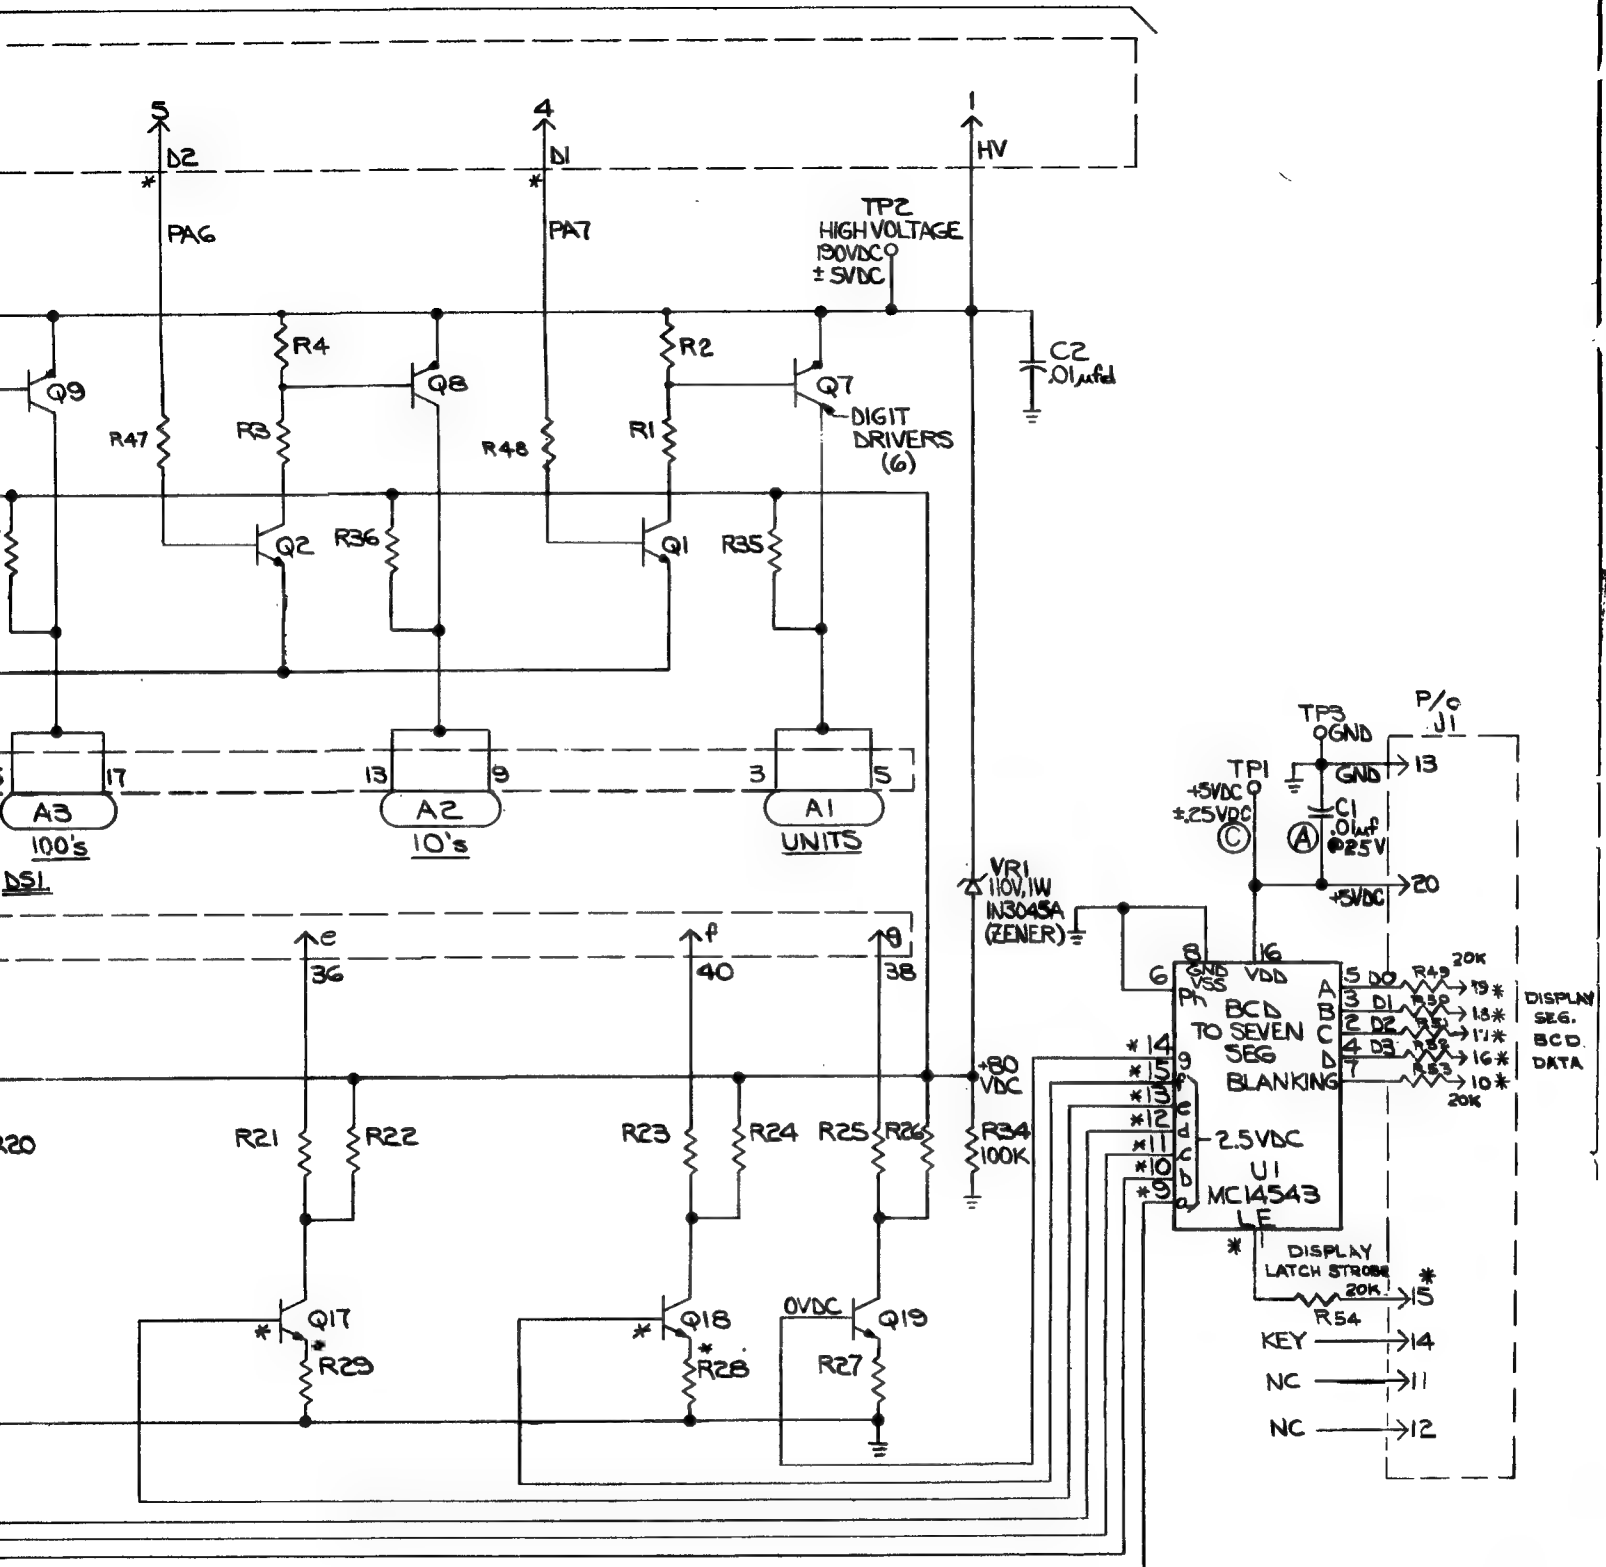 5
4
1
D2
D1
HV
*
*
PA6
PA7
TP2
HIGH VOLTAGE
190VDC
± 5VDC
R4
R2
C2
.01µfd
Q9
Q8
Q7
DIGIT
DRIVERS
(6)
R47
R3
R48
R1
R36
R35
Q2
Q1
17
13
9
3
5
A3
A2
A1
100's
10's
UNITS
DS1
P/O
J1
TP3
GND
13
GND
TP1
+5VDC
±.25VDC
C
A
C1
.01µf
@25V
20
+5VDC
VR1
110V, 1W
1N3045A
(ZENER)
e
f
g
36
40
38
8
16
6
GND
VSS
VDD
Ph
BCD
TO SEVEN
SEG
BLANKING
A
B
C
D
5 D0 R49 20K 19*
3 D1 R50 18*
2 D2 R51 17*
4 D3 R52 16*
7 R53 10*
20K
DISPLAY
SEG.
BCD
DATA
*14 g
*15 f
*13 e
*12 d
*11 c
*10 b
*9 a
2.5VDC
U1
MC14543
LE
*
+80
VDC
R20
R21
R22
R23
R24
R25
R26
R34
100K
DISPLAY
LATCH STROBE
20K
*
15
R54
KEY
14
NC
11
NC
12
Q17
*
*
R29
Q18
*
*
R28
0VDC
Q19
R27